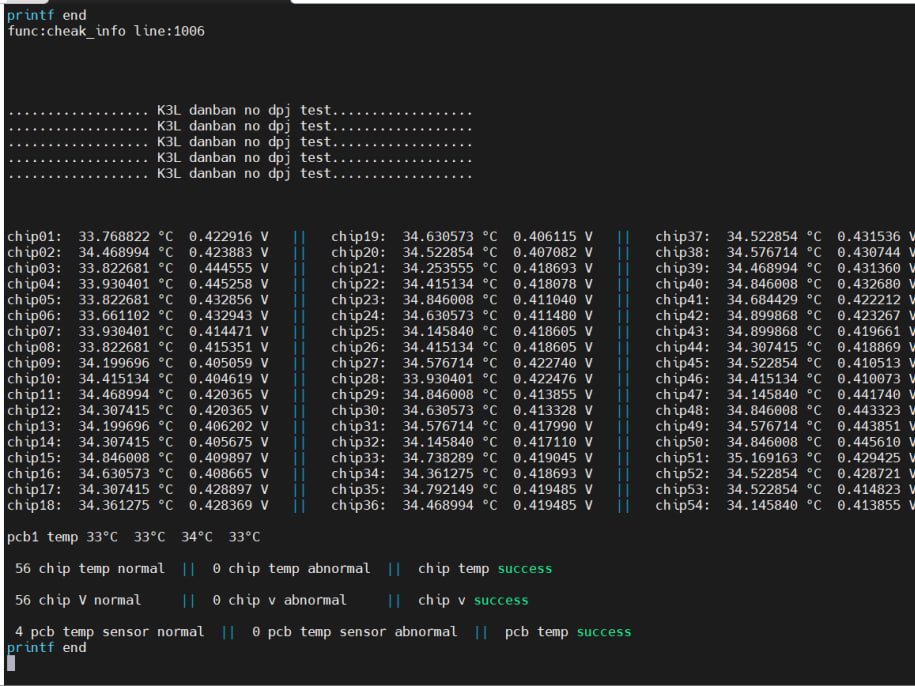 printf end
func:cheak_info line:1006
.................. K3L danban no dpj test..................
.................. K3L danban no dpj test..................
.................. K3L danban no dpj test..................
.................. K3L danban no dpj test..................
.................. K3L danban no dpj test..................
chip01: 33.768822 °C 0.422916 V || chip19: 34.630573 °C 0.406115 V || chip37: 34.522854 °C 0.431536 V
chip02: 34.468994 °C 0.423883 V || chip20: 34.522854 °C 0.407082 V || chip38: 34.576714 °C 0.430744 V
chip03: 33.822681 °C 0.444555 V || chip21: 34.253555 °C 0.418693 V || chip39: 34.468994 °C 0.431360 V
chip04: 33.930401 °C 0.445258 V || chip22: 34.415134 °C 0.418078 V || chip40: 34.846008 °C 0.432680 V
chip05: 33.822681 °C 0.432856 V || chip23: 34.846008 °C 0.411040 V || chip41: 34.684429 °C 0.422212 V
chip06: 33.661102 °C 0.432943 V || chip24: 34.630573 °C 0.411480 V || chip42: 34.899868 °C 0.423267 V
chip07: 33.930401 °C 0.414471 V || chip25: 34.145840 °C 0.418605 V || chip43: 34.899868 °C 0.419661 V
chip08: 33.822681 °C 0.415351 V || chip26: 34.415134 °C 0.418605 V || chip44: 34.307415 °C 0.418869 V
chip09: 34.199696 °C 0.405059 V || chip27: 34.576714 °C 0.422740 V || chip45: 34.522854 °C 0.410513 V
chip10: 34.415134 °C 0.404619 V || chip28: 33.930401 °C 0.422476 V || chip46: 34.415134 °C 0.410073 V
chip11: 34.468994 °C 0.420365 V || chip29: 34.846008 °C 0.413855 V || chip47: 34.145840 °C 0.441740 V
chip12: 34.307415 °C 0.420365 V || chip30: 34.630573 °C 0.413328 V || chip48: 34.846008 °C 0.443323 V
chip13: 34.199696 °C 0.406202 V || chip31: 34.576714 °C 0.417990 V || chip49: 34.576714 °C 0.443851 V
chip14: 34.307415 °C 0.405675 V || chip32: 34.145840 °C 0.417110 V || chip50: 34.846008 °C 0.445610 V
chip15: 34.846008 °C 0.409897 V || chip33: 34.738289 °C 0.419045 V || chip51: 35.169163 °C 0.429425 V
chip16: 34.630573 °C 0.408665 V || chip34: 34.361275 °C 0.418693 V || chip52: 34.522854 °C 0.428721 V
chip17: 34.307415 °C 0.428897 V || chip35: 34.792149 °C 0.419485 V || chip53: 34.522854 °C 0.414823 V
chip18: 34.361275 °C 0.428369 V || chip36: 34.468994 °C 0.419485 V || chip54: 34.145840 °C 0.413855 V
pcb1 temp 33°C 33°C 34°C 33°C
56 chip temp normal || 0 chip temp abnormal || chip temp success
56 chip V normal || 0 chip v abnormal || chip v success
4 pcb temp sensor normal || 0 pcb temp sensor abnormal || pcb temp success
printf end